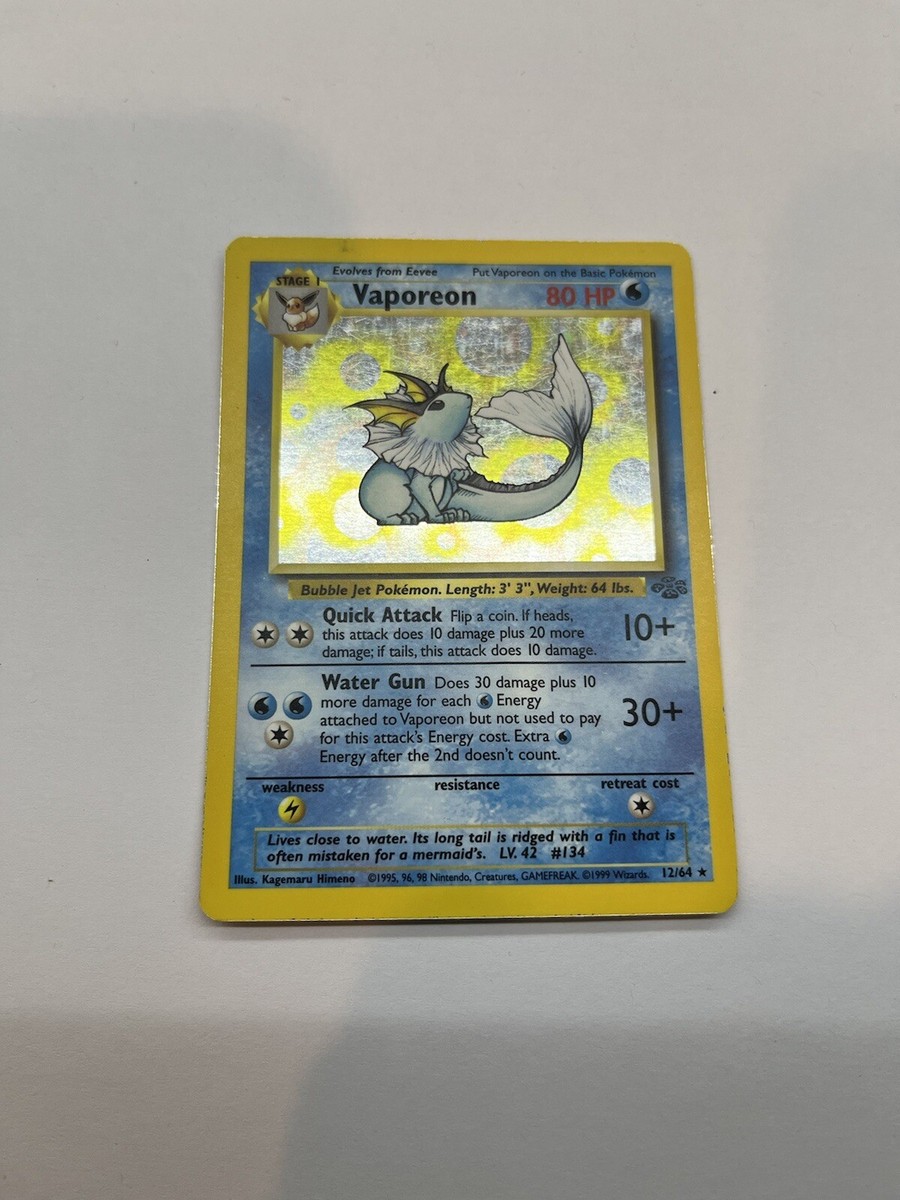 Evolves from Eevee Put Vaporeon on the Basic Pokémon
STAGE 1
Vaporeon 80 HP
Bubble Jet Pokémon. Length: 3' 3", Weight: 64 lbs.
Quick Attack Flip a coin. If heads,
this attack does 10 damage plus 20 more
damage; if tails, this attack does 10 damage.
10+
Water Gun Does 30 damage plus 10
more damage for each Energy
attached to Vaporeon but not used to pay
for this attack's Energy cost. Extra
Energy after the 2nd doesn't count.
30+
weakness resistance retreat cost
Lives close to water. Its long tail is ridged with a fin that is
often mistaken for a mermaid's. LV. 42 #134
Illus. Kagemaru Himeno ©1995, 96, 98 Nintendo, Creatures, GAMEFREAK. ©1999 Wizards. 12/64 ★